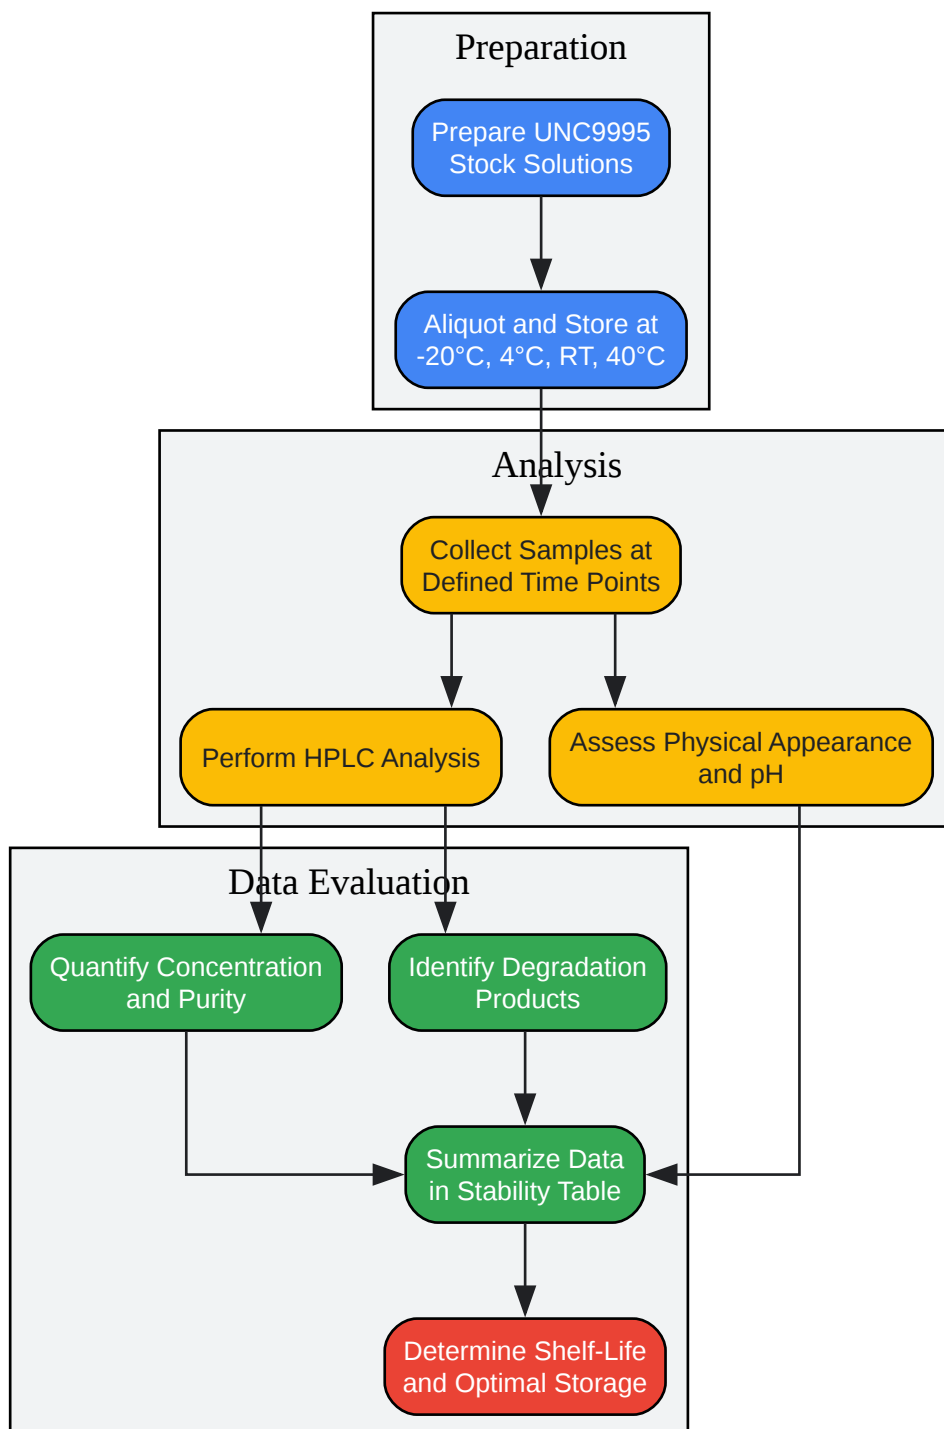 Preparation
Prepare UNC9995
Stock Solutions
Aliquot and Store at
-20°C, 4°C, RT, 40°C
Analysis
Collect Samples at
Defined Time Points
Perform HPLC Analysis
Assess Physical Appearance
and pH
Data Evaluation
Quantify Concentration
and Purity
Identify Degradation
Products
Summarize Data
in Stability Table
Determine Shelf-Life
and Optimal Storage